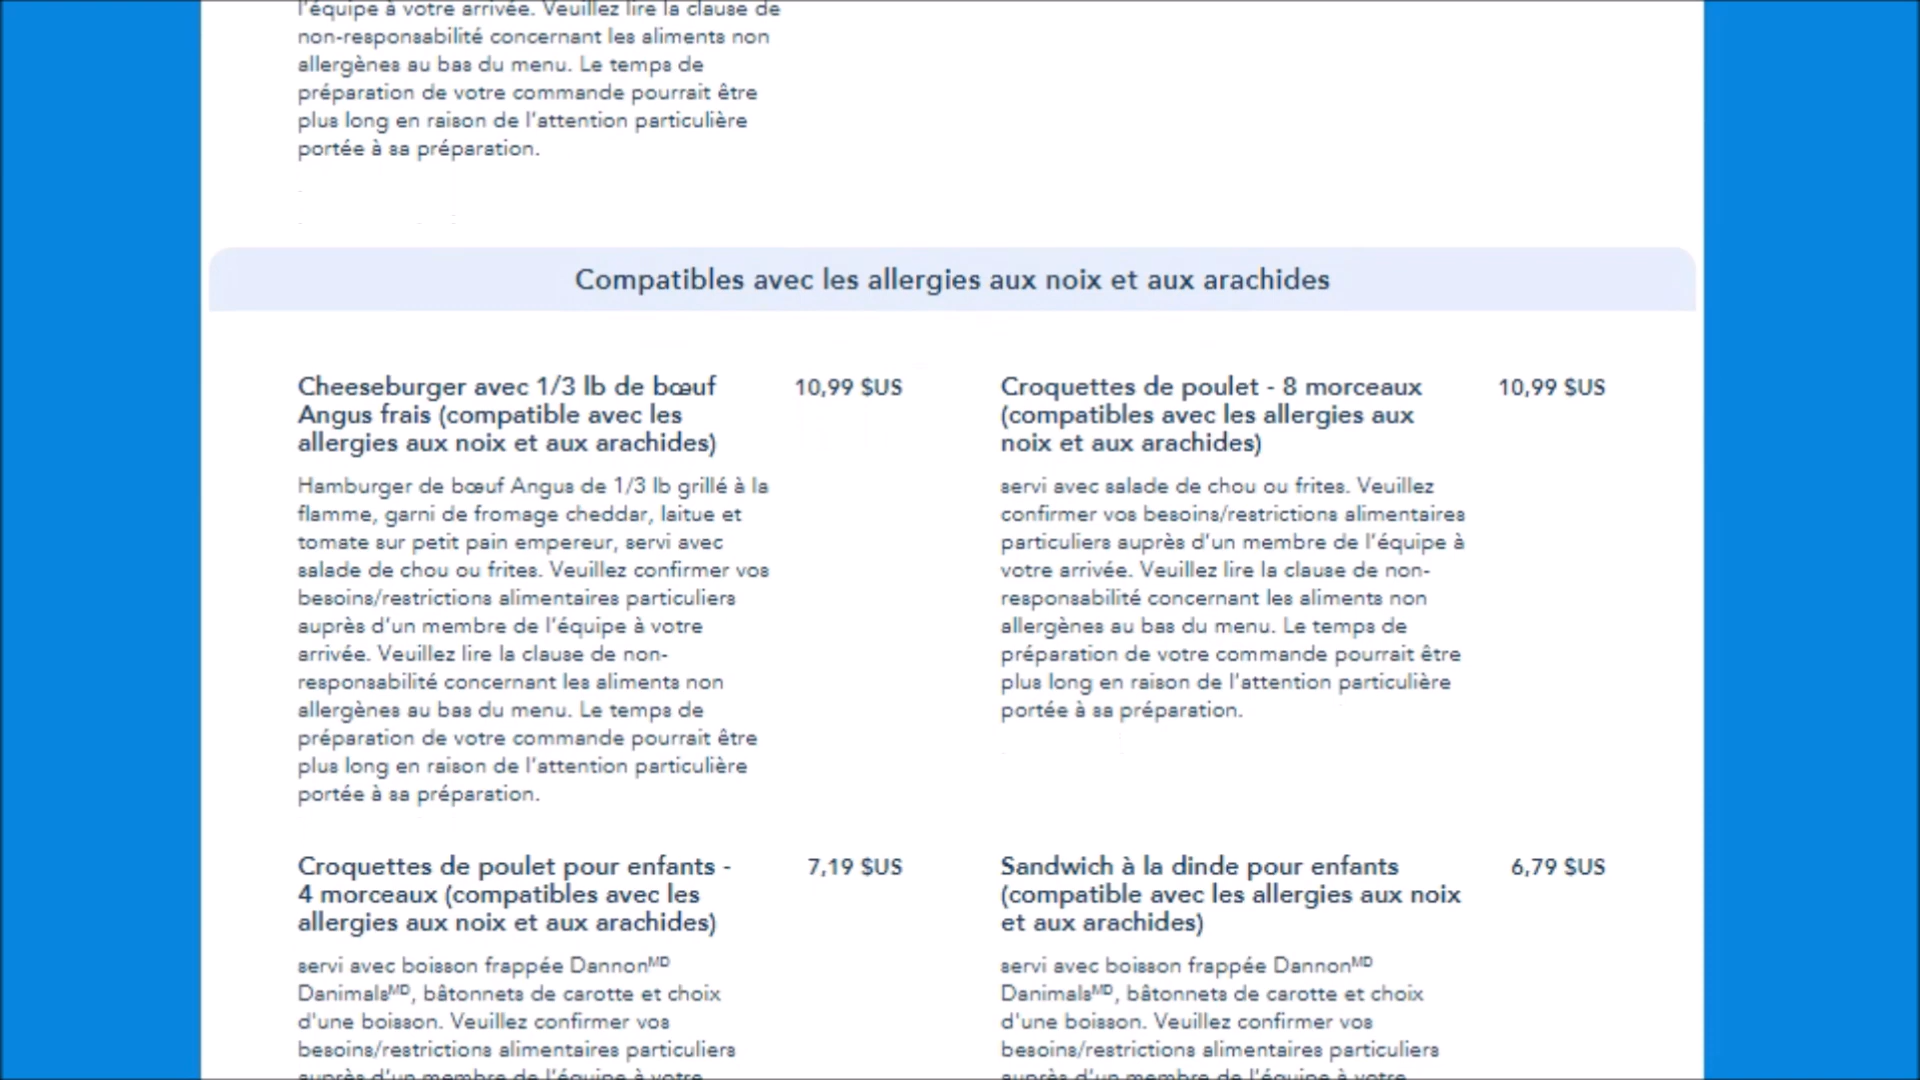 l'équipe à votre arrivée. Veuillez lire la clause de
non-responsabilité concernant les aliments non
allergènes au bas du menu. Le temps de
préparation de votre commande pourrait être
plus long en raison de l'attention particulière
portée à sa préparation.
Compatibles avec les allergies aux noix et aux arachides
Cheeseburger avec 1/3 lb de bœuf
Angus frais (compatible avec les
allergies aux noix et aux arachides)
10,99 $US
Hamburger de bœuf Angus de 1/3 lb grillé à la
flamme, garni de fromage cheddar, laitue et
tomate sur petit pain empereur, servi avec
salade de chou ou frites. Veuillez confirmer vos
besoins/restrictions alimentaires particuliers
auprès d'un membre de l'équipe à votre
arrivée. Veuillez lire la clause de non-
responsabilité concernant les aliments non
allergènes au bas du menu. Le temps de
préparation de votre commande pourrait être
plus long en raison de l'attention particulière
portée à sa préparation.
Croquettes de poulet - 8 morceaux
(compatibles avec les allergies aux
noix et aux arachides)
10,99 $US
servi avec salade de chou ou frites. Veuillez
confirmer vos besoins/restrictions alimentaires
particuliers auprès d'un membre de l'équipe à
votre arrivée. Veuillez lire la clause de non-
responsabilité concernant les aliments non
allergènes au bas du menu. Le temps de
préparation de votre commande pourrait être
plus long en raison de l'attention particulière
portée à sa préparation.
Croquettes de poulet pour enfants -
4 morceaux (compatibles avec les
allergies aux noix et aux arachides)
7,19 $US
servi avec boisson frappée Dannonᴹᴰ
Danimalsᴹᴰ, bâtonnets de carotte et choix
d'une boisson. Veuillez confirmer vos
besoins/restrictions alimentaires particuliers
auprès d'un membre de l'équipe à votre
Sandwich à la dinde pour enfants
(compatible avec les allergies aux noix
et aux arachides)
6,79 $US
servi avec boisson frappée Dannonᴹᴰ
Danimalsᴹᴰ, bâtonnets de carotte et choix
d'une boisson. Veuillez confirmer vos
besoins/restrictions alimentaires particuliers
auprès d'un membre de l'équipe à votre